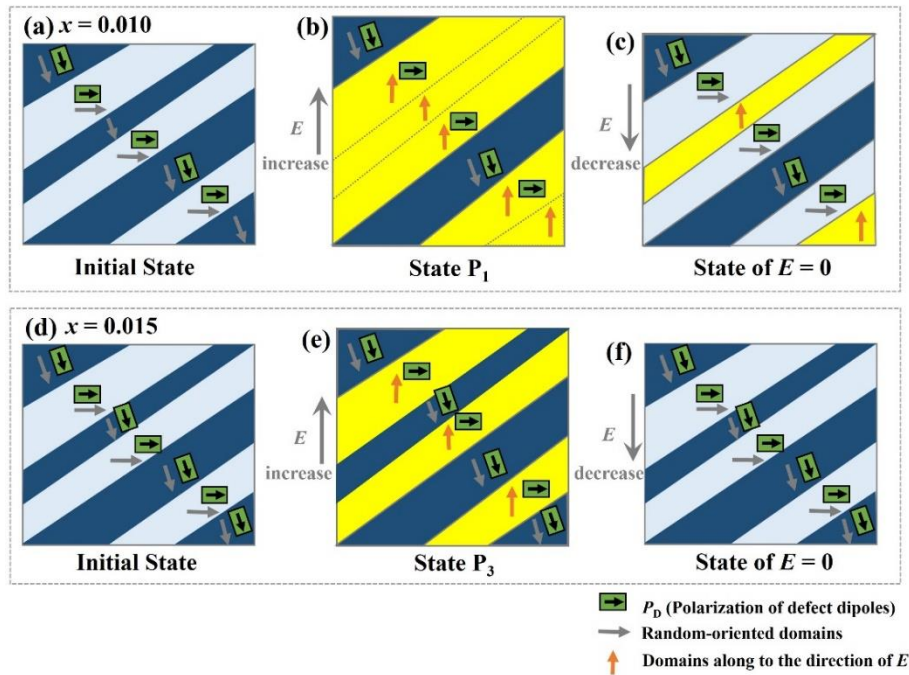 (a) x = 0.010
(b)
(c)
E
increase
E
decrease
Initial State
State P₁
State of E = 0
(d) x = 0.015
(e)
(f)
E
increase
E
decrease
Initial State
State P₃
State of E = 0
P_D (Polarization of defect dipoles)
Random-oriented domains
Domains along to the direction of E